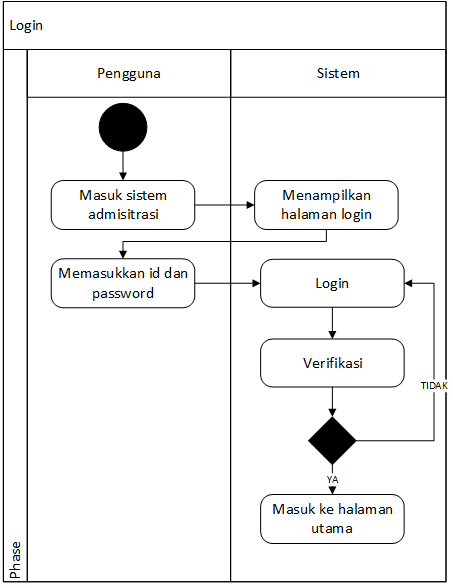 Login
Pengguna
Sistem
Masuk sistem
admisitrasi
Menampilkan
halaman login
Memasukkan id dan
password
Login
Verifikasi
TIDAK
YA
Masuk ke halaman
utama
Phase